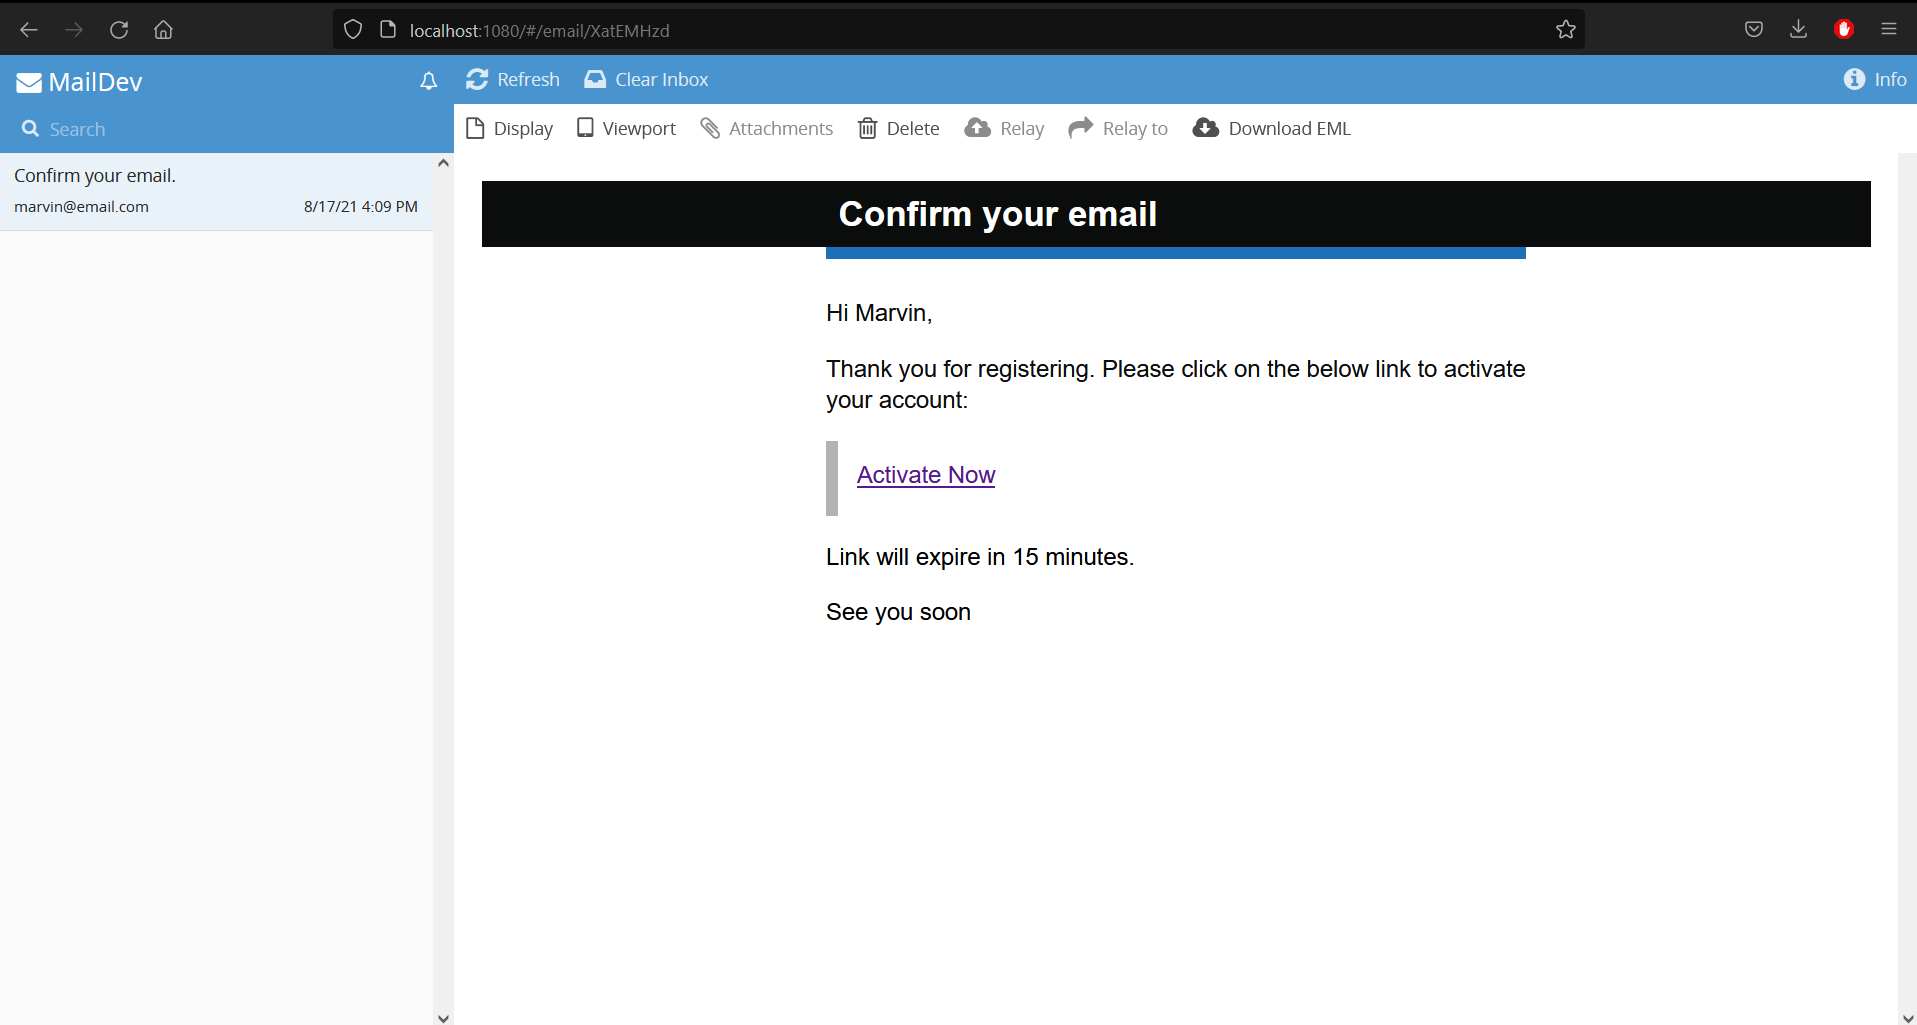 localhost:1080/#/email/XatEMHzd
MailDev
Refresh
Clear Inbox
Info
Search
Display
Viewport
Attachments
Delete
Relay
Relay to
Download EML
Confirm your email.
marvin@email.com 8/17/21 4:09 PM
Confirm your email
Hi Marvin,
Thank you for registering. Please click on the below link to activate
your account:
Activate Now
Link will expire in 15 minutes.
See you soon